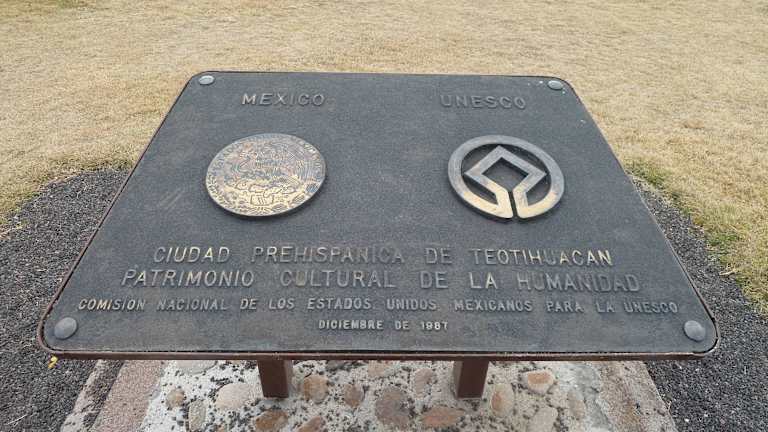 MEXICO UNESCO
CIUDAD PREHISPANICA DE TEOTIHUACAN
PATRIMONIO CULTURAL DE LA HUMANIDAD
COMISION NACIONAL DE LOS ESTADOS UNIDOS MEXICANOS PARA LA UNESCO
DICIEMBRE DE 1987